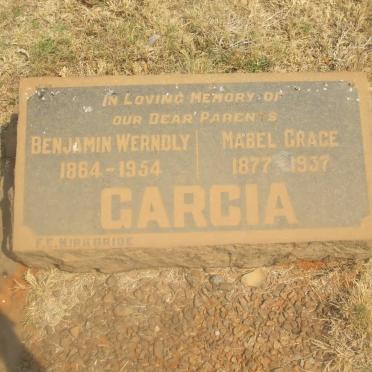 IN LOVING MEMORY OF
OUR DEAR PARENTS
BENJAMIN WERNDLY MABEL GRACE
1864-1954 1877-1937
GARCIA
F.E. KIRKBRIDE